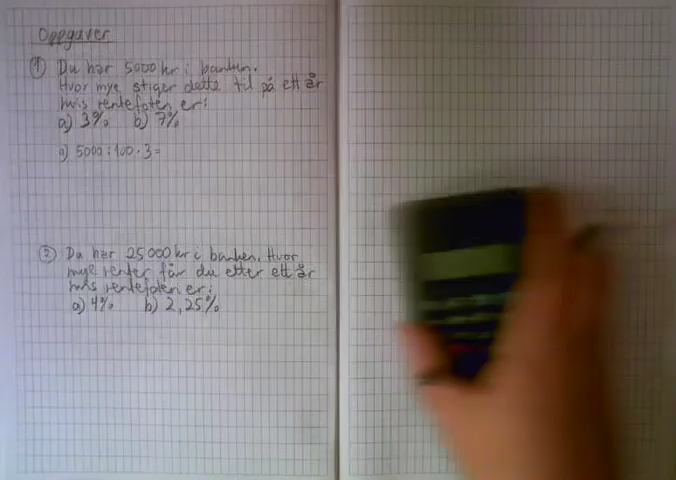 Oppgaver
① Du har 5000 kr i banken.
Hvor mye stiger dette til på ett år
hvis rentefoten er:
a) 3% b) 7%
a) 5000 : 100 · 3 =
② Du har 25 000 kr i banken. Hvor
mye renter får du etter ett år
hvis rentefoten er:
a) 4% b) 2,25%